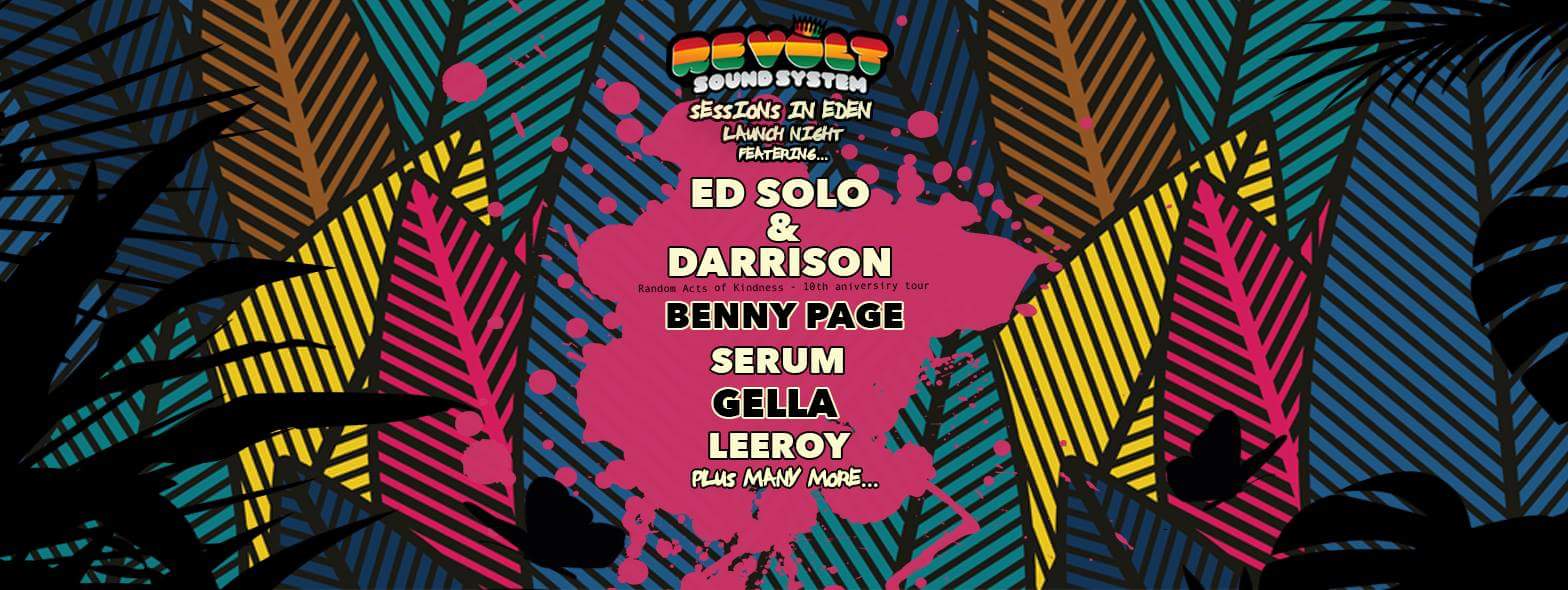 REVOLT
SOUND SYSTEM
SESSIONS IN EDEN
LAUNCH NIGHT
FEATERING...
ED SOLO
&
DARRISON
Random Acts of Kindness - 10th aniversiry tour
BENNY PAGE
SERUM
GELLA
LEEROY
PLUS MANY MORE...